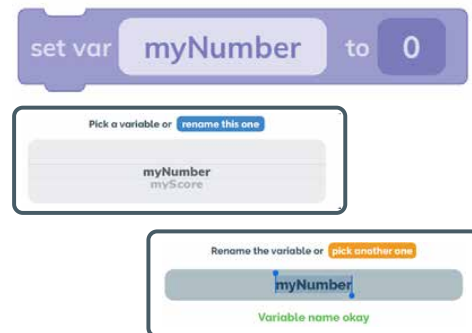 set var myNumber to 0
Pick a variable or rename this one
myNumber
myScore
Rename the variable or pick another one
myNumber
Variable name okay